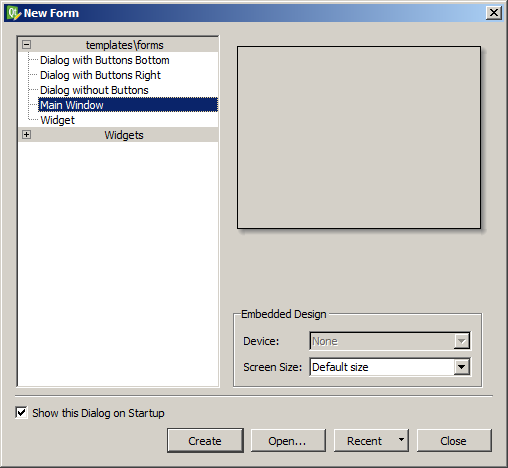 New Form
templates\forms
Dialog with Buttons Bottom
Dialog with Buttons Right
Dialog without Buttons
Main Window
Widget
Widgets
Embedded Design
Device: None
Screen Size: Default size
Show this Dialog on Startup
Create Open... Recent Close